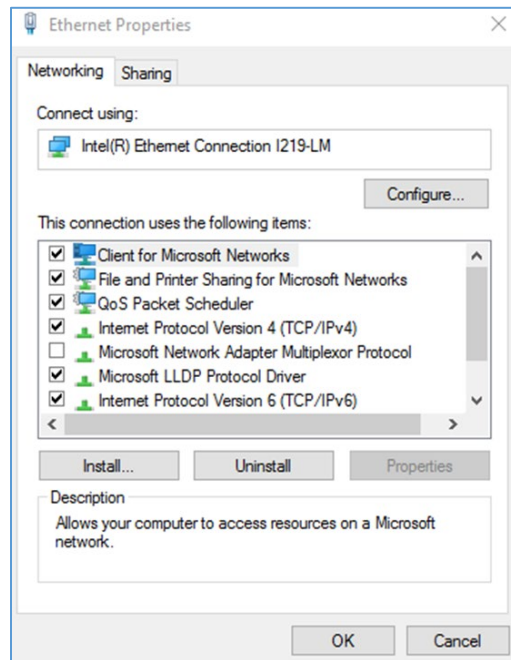 Ethernet Properties
Networking Sharing
Connect using:
Intel(R) Ethernet Connection I219-LM
Configure...
This connection uses the following items:
Client for Microsoft Networks
File and Printer Sharing for Microsoft Networks
QoS Packet Scheduler
Internet Protocol Version 4 (TCP/IPv4)
Microsoft Network Adapter Multiplexor Protocol
Microsoft LLDP Protocol Driver
Internet Protocol Version 6 (TCP/IPv6)
Install... Uninstall Properties
Description
Allows your computer to access resources on a Microsoft
network.
OK Cancel